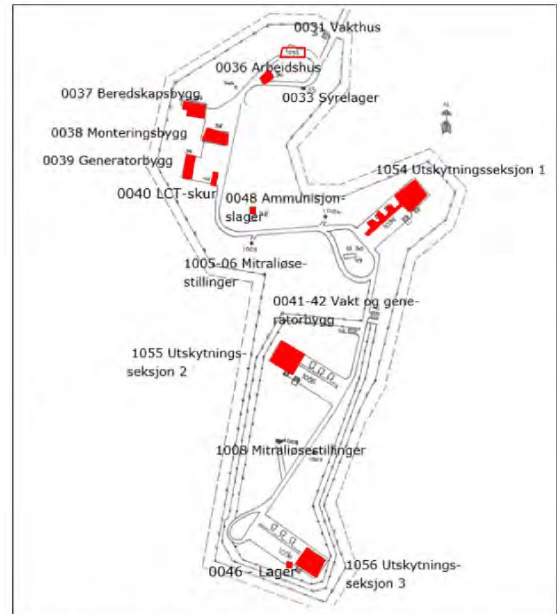 0031 Vakthus
0036 Arbeidshus
0037 Beredskapsbygg
0033 Syrelager
0038 Monteringsbygg
0039 Generatorbygg
1054 Utskytningsseksjon 1
0040 LCT-skur
0048 Ammunisjon-
slager
1005-06 Mitraliøse-
stillinger
0041-42 Vakt og gene-
ratorbygg
1055 Utskytnings-
seksjon 2
1008 Mitraliøsestillinger
1056 Utskytnings-
seksjon 3
0046 - Lager